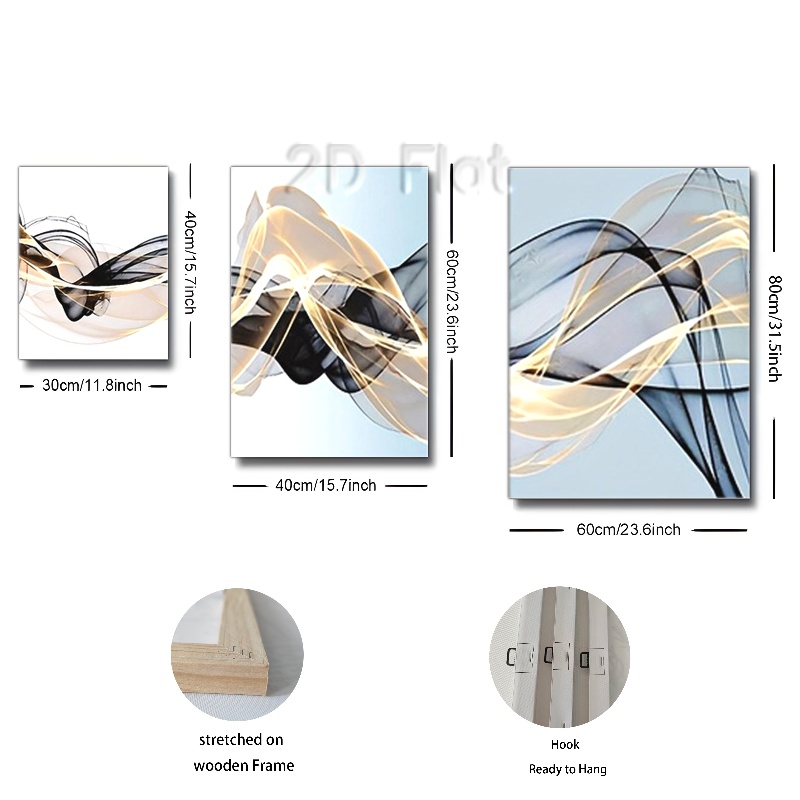 2D Flat
40cm/15.7inch
30cm/11.8inch
60cm/23.6inch
40cm/15.7inch
80cm/31.5inch
60cm/23.6inch
stretched on
wooden Frame
Hook
Ready to Hang